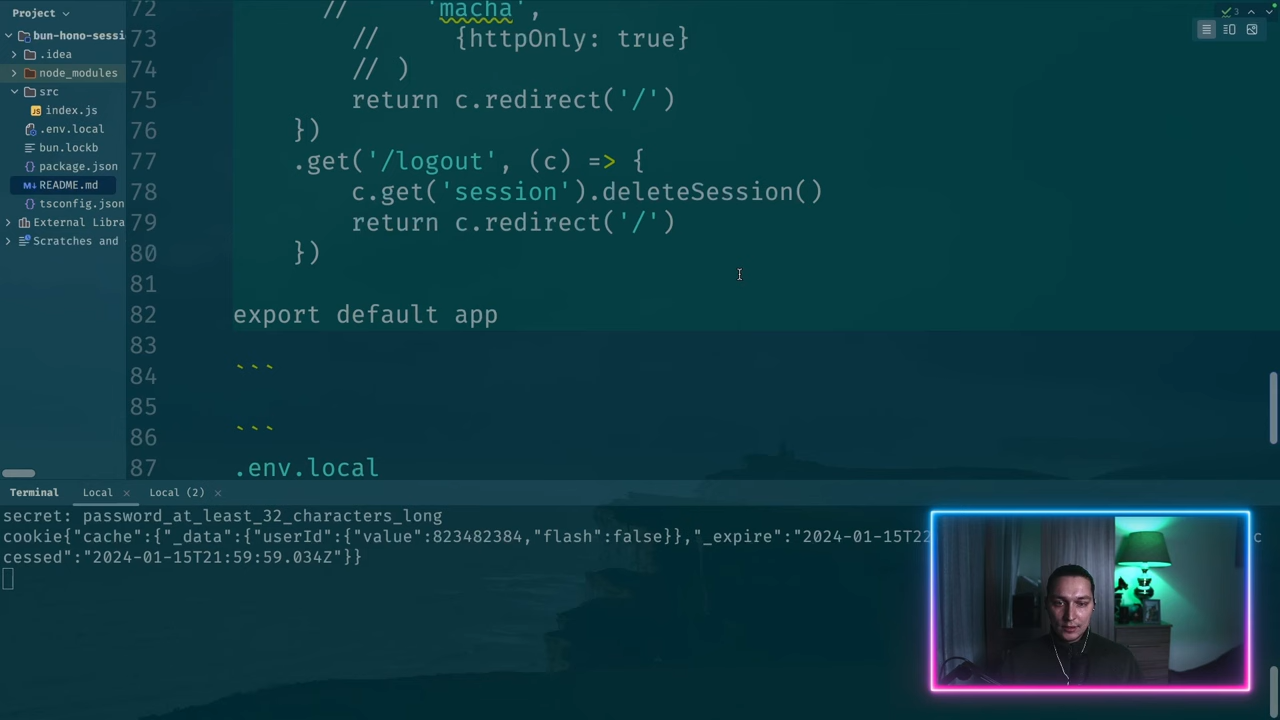 Project
bun-hono-sessi
.idea
node_modules
src
index.js
.env.local
bun.lockb
package.json
README.md
tsconfig.json
External Libra
Scratches and
3
72 // 'macha',
73 // {httpOnly: true}
74 // )
75 return c.redirect('/')
76 })
77 .get('/logout', (c) => {
78 c.get('session').deleteSession()
79 return c.redirect('/')
80 })
81
82 export default app
83
84 ```
85
86 ```
87 .env.local
Terminal Local × Local (2) ×
secret: password_at_least_32_characters_long
cookie{"cache":{"_data":{"userId":{"value":823482384,"flash":false}},"_expire":"2024-01-15T22 c
cessed":"2024-01-15T21:59:59.034Z"}}